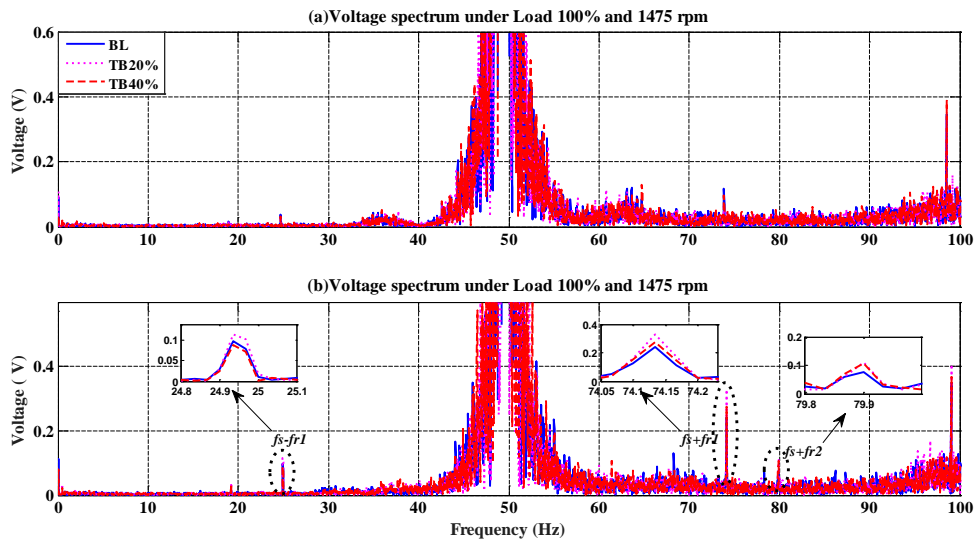 (a)Voltage spectrum under Load 100% and 1475 rpm
BL
TB20%
TB40%
Voltage (V)
0.6
0.4
0.2
0
0 10 20 30 40 50 60 70 80 90 100
(b)Voltage spectrum under Load 100% and 1475 rpm
Voltage ( V)
0.4
0.2
0
0.1
0.05
0
24.8 24.9 25 25.1
fs-fr1
0.4
0.2
0
74.05 74.1 74.15 74.2
fs+fr1
0.2
0.1
0
79.8 79.9
fs+fr2
0 10 20 30 40 50 60 70 80 90 100
Frequency (Hz)